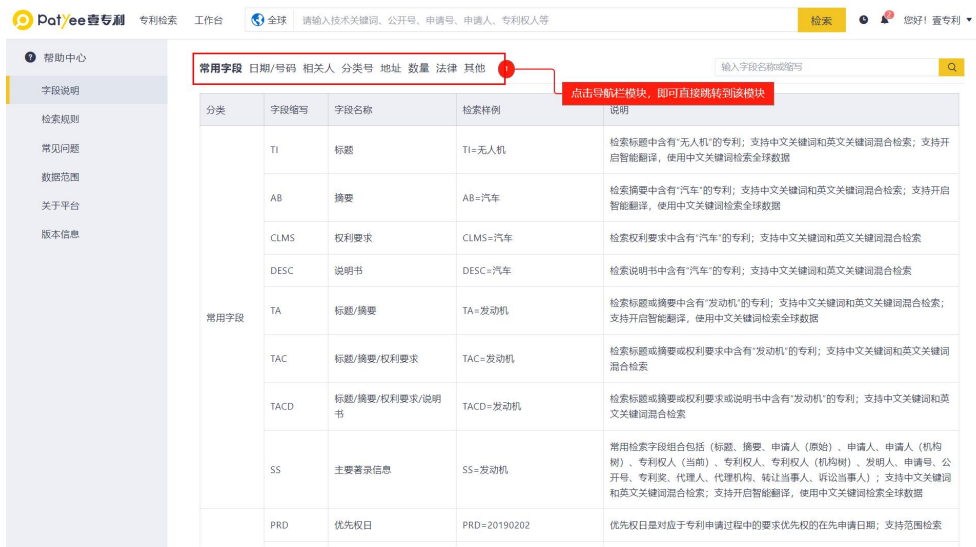 Patyee壹专利 专利检索 工作台 全球 请输入技术关键词、公开号、申请号、申请人、专利权人等 检索 2 您好！壹专利
帮助中心
字段说明
检索规则
常见问题
数据范围
关于平台
版本信息
常用字段 日期/号码 相关人 分类号 地址 数量 法律 其他
1
输入字段名称或缩写
点击导航栏模块，即可直接跳转到该模块
分类 字段缩写 字段名称 检索样例 说明
常用字段
TI 标题 TI=无人机
检索标题中含有"无人机"的专利；支持中文关键词和英文关键词混合检索；支持开
启智能翻译，使用中文关键词检索全球数据
AB 摘要 AB=汽车
检索摘要中含有"汽车"的专利；支持中文关键词和英文关键词混合检索；支持开启
智能翻译，使用中文关键词检索全球数据
CLMS 权利要求 CLMS=汽车 检索权利要求中含有"汽车"的专利；支持中文关键词和英文关键词混合检索
DESC 说明书 DESC=汽车 检索说明书中含有"汽车"的专利；支持中文关键词和英文关键词混合检索
TA 标题/摘要 TA=发动机
检索标题或摘要中含有"发动机"的专利；支持中文关键词和英文关键词混合检索；
支持开启智能翻译，使用中文关键词检索全球数据
TAC 标题/摘要/权利要求 TAC=发动机
检索标题或摘要或权利要求中含有"发动机"的专利；支持中文关键词和英文关键词
混合检索
TACD
标题/摘要/权利要求/说明
书
TACD=发动机
检索标题或摘要或权利要求或说明书中含有"发动机"的专利；支持中文关键词和英
文关键词混合检索
SS 主要著录信息 SS=发动机
常用检索字段组合包括（标题、摘要、申请人（原始）、申请人、申请人（机构
树）、专利权人（当前）、专利权人、专利权人（机构树）、发明人、申请号、公
开号、专利奖、代理人、代理机构、转让当事人、诉讼当事人）；支持中文关键词
和英文关键词混合检索；支持开启智能翻译，使用中文关键词检索全球数据
PRD 优先权日 PRD=20190202 优先权日是对应于专利申请过程中的要求优先权的在先申请日期；支持范围检索